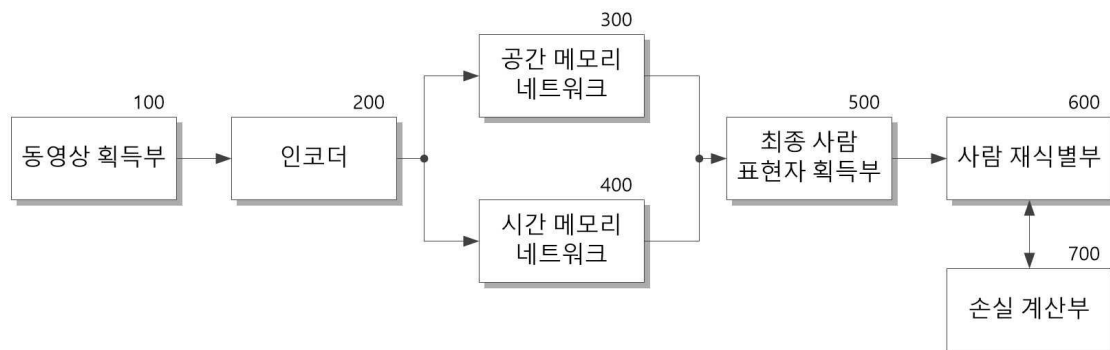 100
동영상 획득부
200
인코더
300
공간 메모리
네트워크
400
시간 메모리
네트워크
500
최종 사람
표현자 획득부
600
사람 재식별부
700
손실 계산부